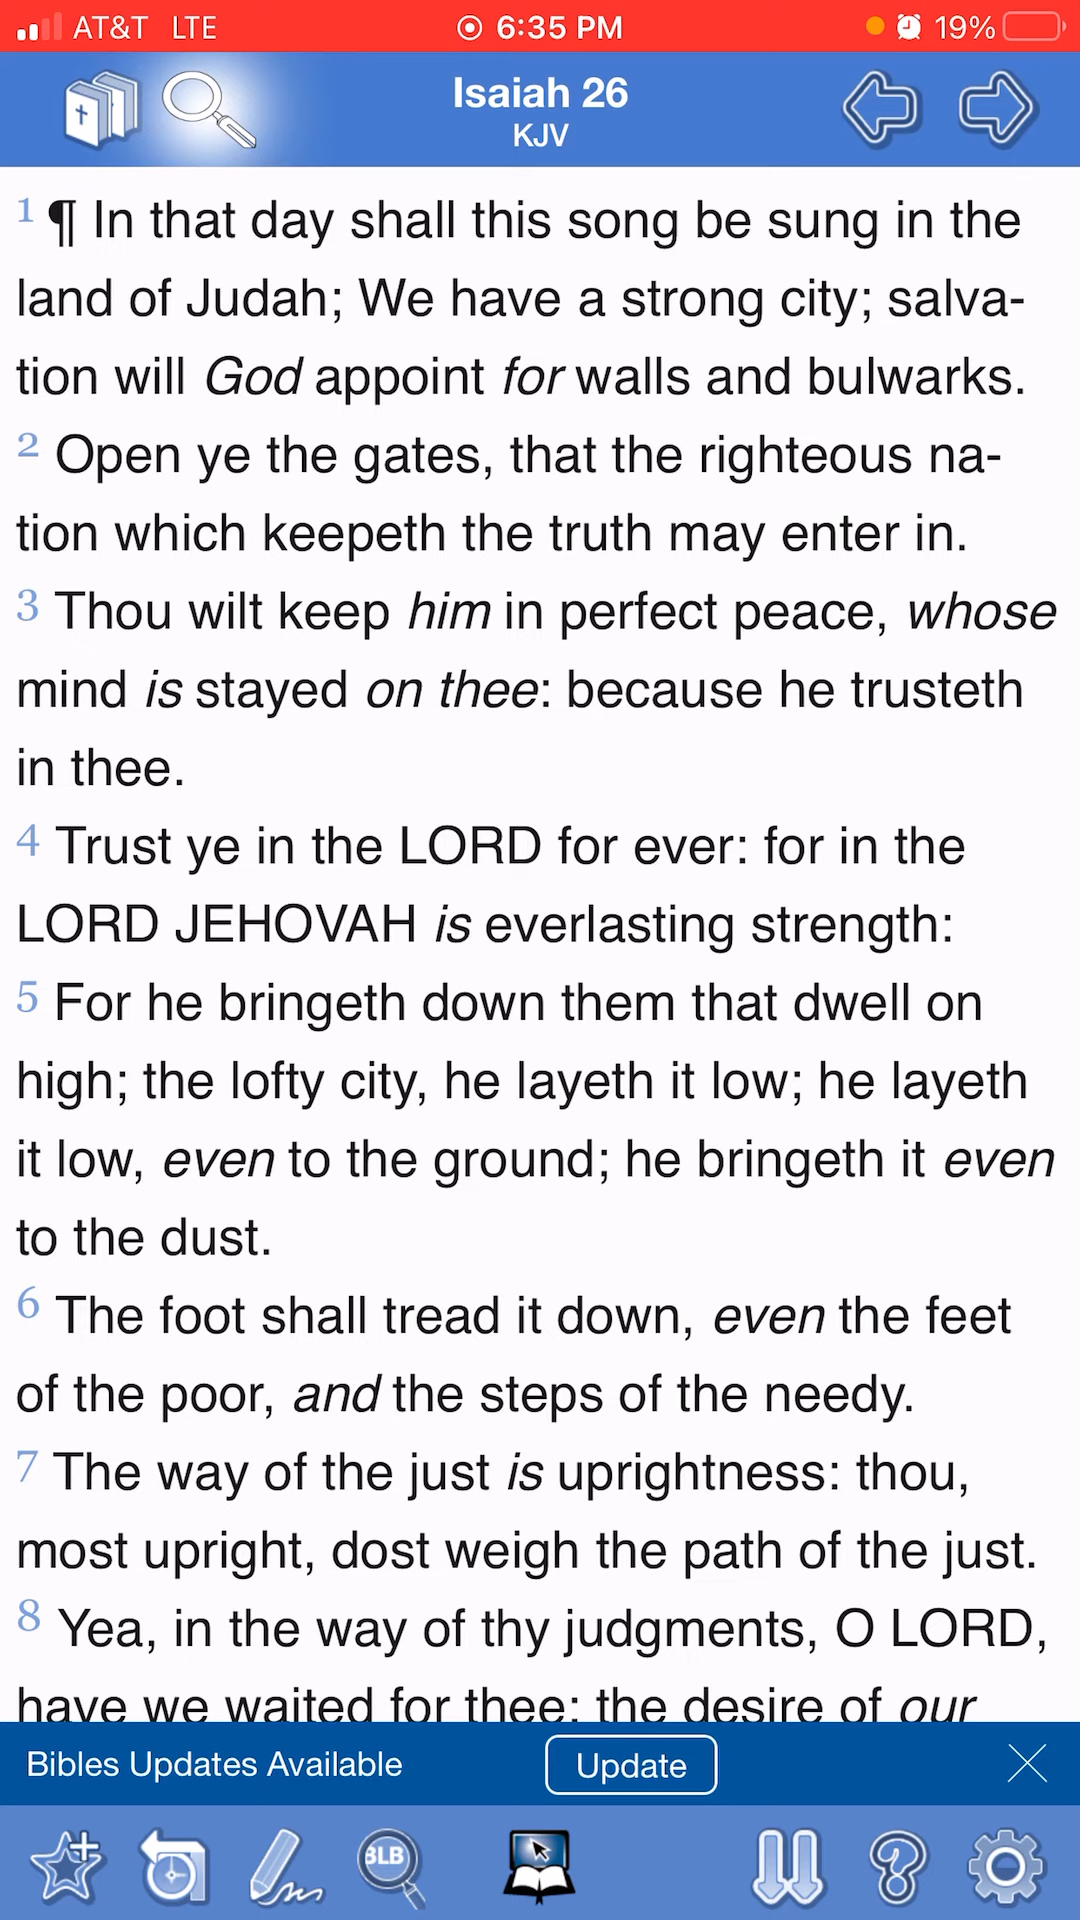 AT&T LTE 6:35 PM 19%
Isaiah 26
KJV
1 ¶ In that day shall this song be sung in the
land of Judah; We have a strong city; salva-
tion will God appoint for walls and bulwarks.
2 Open ye the gates, that the righteous na-
tion which keepeth the truth may enter in.
3 Thou wilt keep him in perfect peace, whose
mind is stayed on thee: because he trusteth
in thee.
4 Trust ye in the LORD for ever: for in the
LORD JEHOVAH is everlasting strength:
5 For he bringeth down them that dwell on
high; the lofty city, he layeth it low; he layeth
it low, even to the ground; he bringeth it even
to the dust.
6 The foot shall tread it down, even the feet
of the poor, and the steps of the needy.
7 The way of the just is uprightness: thou,
most upright, dost weigh the path of the just.
8 Yea, in the way of thy judgments, O LORD,
have we waited for thee; the desire of our
Bibles Updates Available Update
BLB